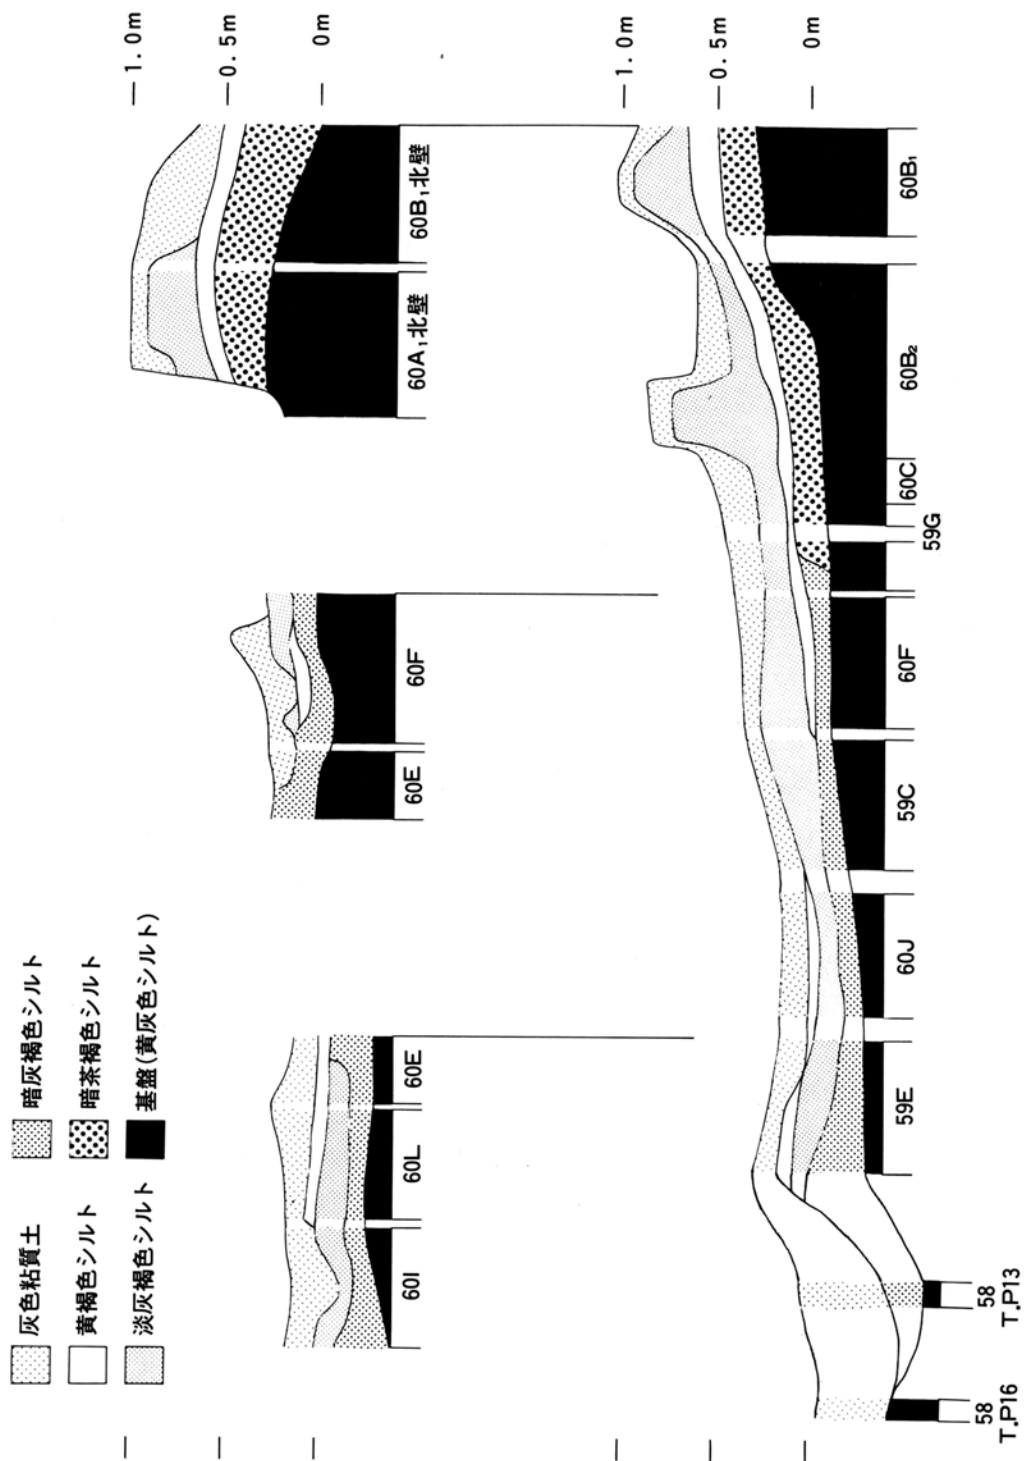 灰色粘質土
黄褐色シルト
淡灰褐色シルト
暗灰褐色シルト
暗茶褐色シルト
基盤(黄灰色シルト)
1.0m
0.5m
0m
60I
60L
60E
60E
60F
60A₁北壁
60B₁北壁
1.0m
0.5m
0m
58
T.P16
58
T.P13
59E
60J
59C
60F
59G
60C
60B₂
60B₁